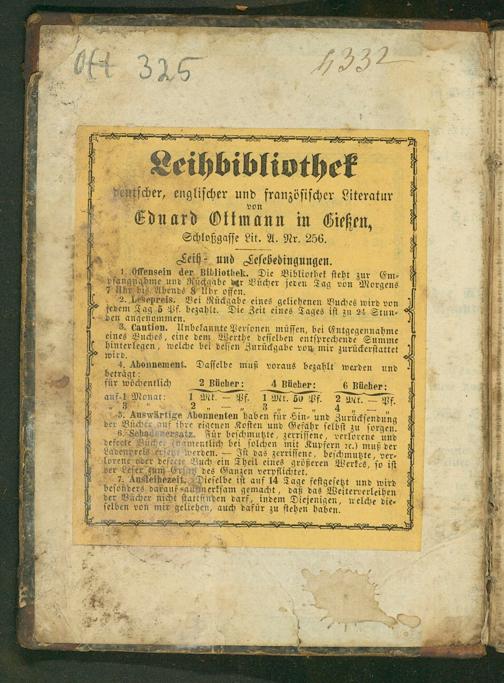 Ott 325
4332
Leihbibliothek
deutscher, englischer und französischer Literatur
von
Eduard Ottmann in Gießen,
Schloßgasse Lit. A. Nr. 256.
Leih- und Lesebedingungen.
1. Offensein der Bibliothek. Die Bibliothek steht zur Em-
pfangnahme und Rückgabe der Bücher jeden Tag von Morgens
7 Uhr bis Abends 8 Uhr offen.
2. Lesepreis. Bei Rückgabe eines geliehenen Buches wird von
jedem Tag 5 Pf. bezahlt. Die Zeit eines Tages ist zu 24 Stun-
den angenommen.
3. Caution. Unbekannte Personen müssen, bei Entgegennahme
eines Buches, eine dem Werthe desselben entsprechende Summe
hinterlegen, welche bei dessen Zurückgabe von mir zurückerstattet
wird.
4. Abonnement. Dasselbe muß voraus bezahlt werden und
beträgt:
für wöchentlich 2 Bücher: 4 Bücher: 6 Bücher:
auf 1 Monat: 1 Mk. — Pf. 1 Mk. 50 Pf. 2 Mk. — Pf.
" 3 " 2 " — " 3 " — " 4 " — "
5. Auswärtige Abonnenten haben für Hin- und Zurücksendung
der Bücher auf ihre eigenen Kosten und Gefahr selbst zu sorgen.
6. Schadenersatz. Für beschmutzte, zerrissene, verlorene und
defecte Bücher (namentlich bei solchen mit Kupfern ꝛc.) muß der
Ladenpreis ersetzt werden. — Ist das zerrissene, beschmutzte, ver-
lorene oder defecte Buch ein Theil eines größeren Werkes, so ist
der Leser zum Ersatz des Ganzen verpflichtet.
7. Ausleihezeit. Dieselbe ist auf 14 Tage festgesetzt und wird
besonders darauf aufmerksam gemacht, daß das Weiterverleihen
der Bücher nicht stattfinden darf, indem Diejenigen, welche die-
selben von mir geliehen, auch dafür zu stehen haben.